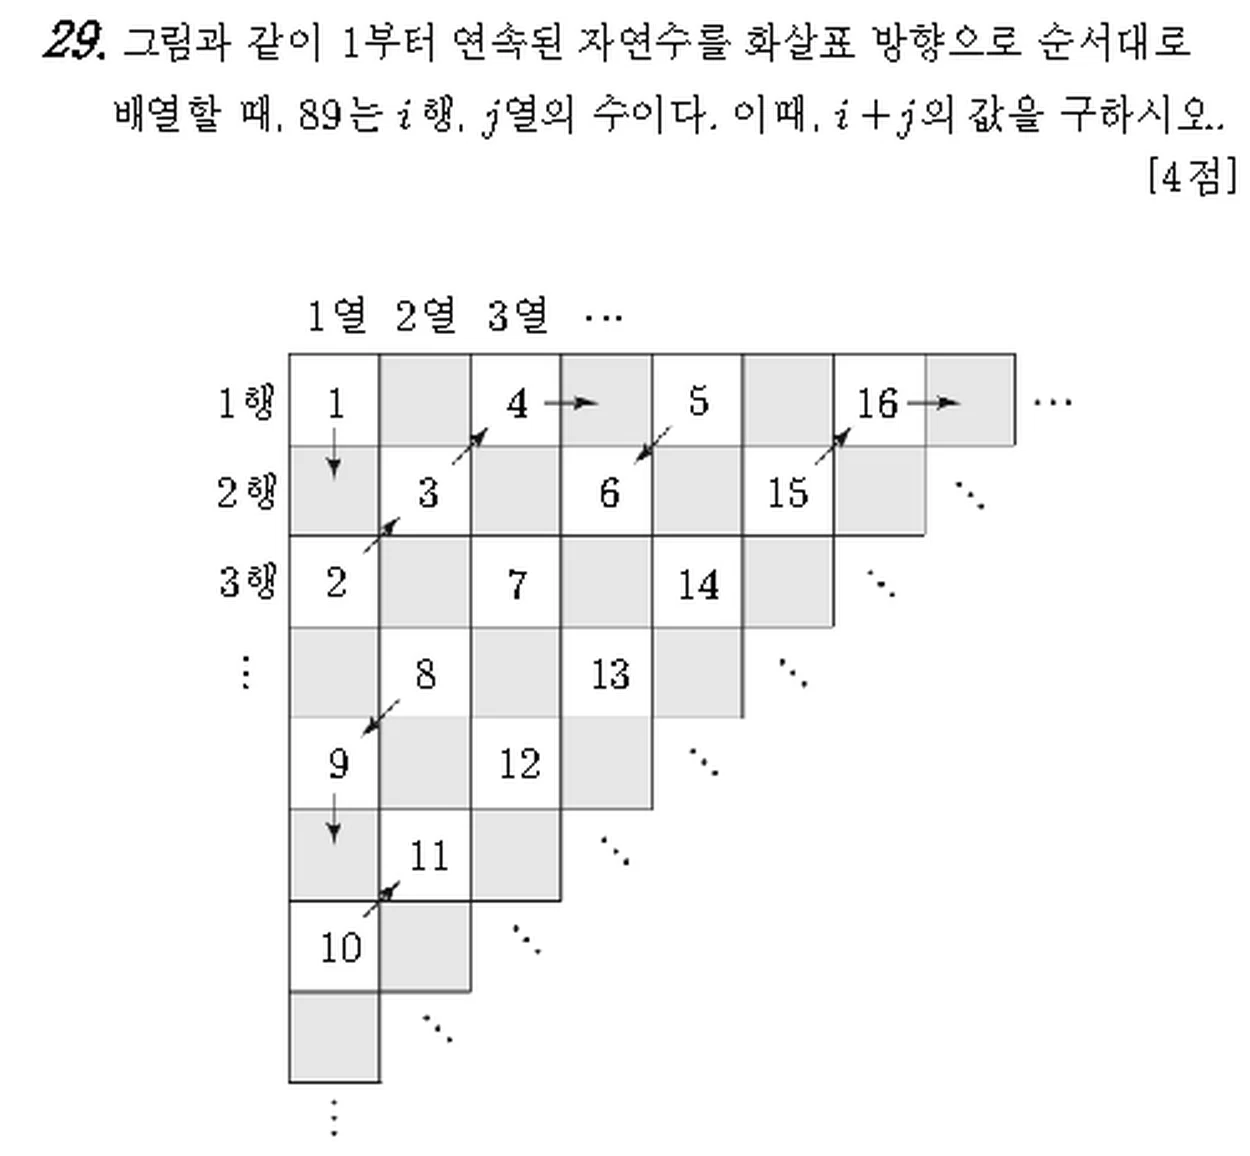 29. 그림과 같이 1부터 연속된 자연수를 화살표 방향으로 순서대로
배열할 때, 89는 i행, j열의 수이다. 이때, i+j의 값을 구하시오..
[4점]
1열 2열 3열 ⋯
1행 1 4 5 16 ⋯
2행 3 6 15
3행 2 7 14
⋮ 8 13
9 12
11
10
⋮